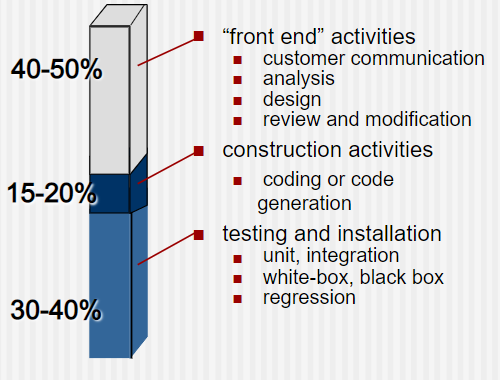 40-50%
“front end” activities
customer communication
analysis
design
review and modification
15-20%
construction activities
coding or code
generation
30-40%
testing and installation
unit, integration
white-box, black box
regression